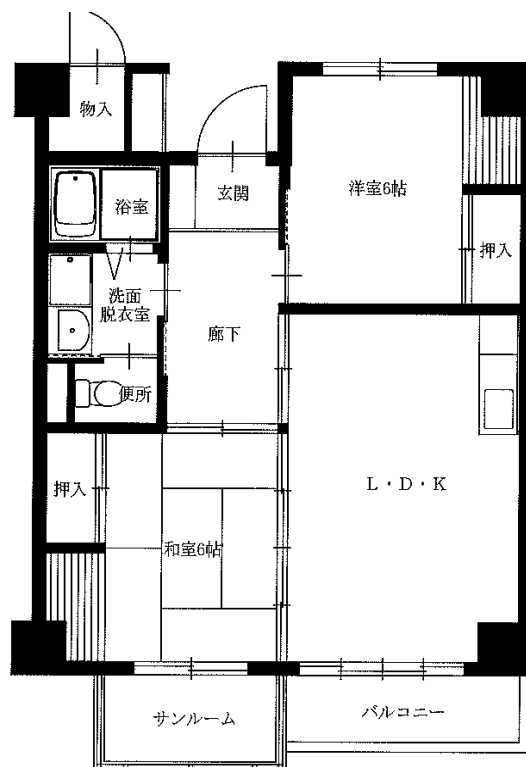 物入
浴室
玄関
洋室6帖
押入
洗面
脱衣室
廊下
便所
L・D・K
押入
和室6帖
サンルーム
バルコニー